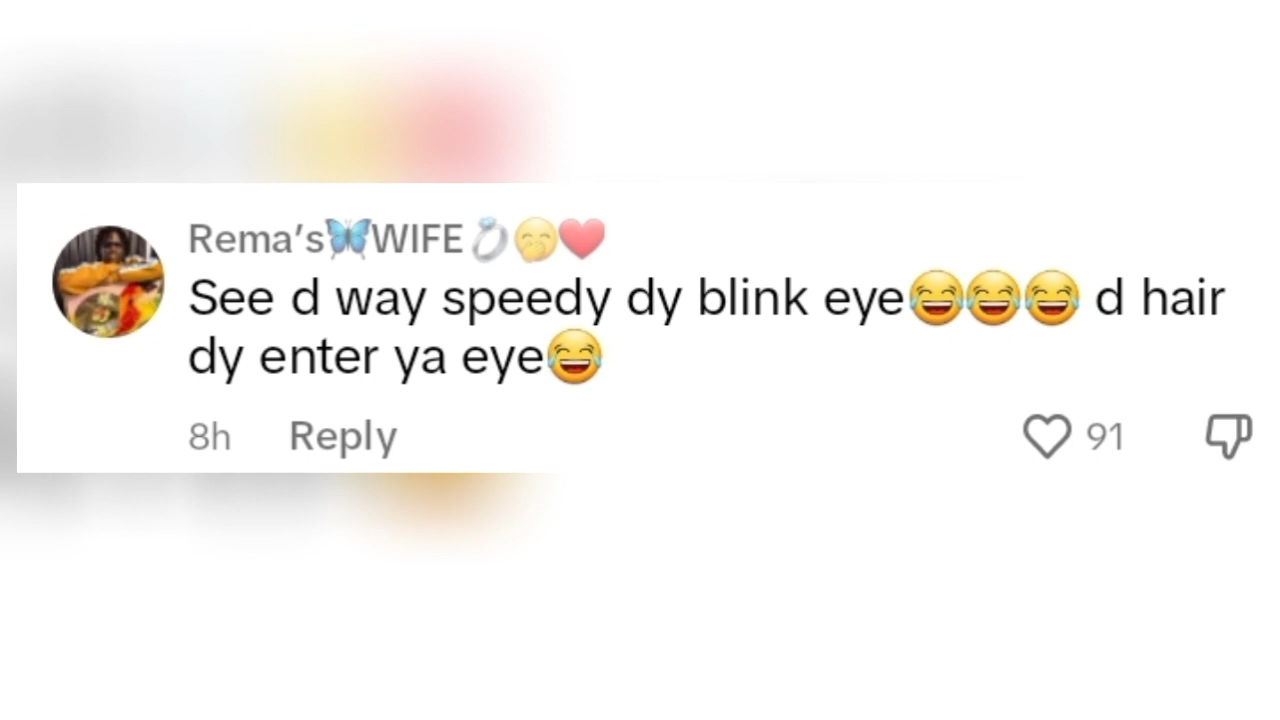 Rema’s🦋WIFE💍🤭❤️
See d way speedy dy blink eye😂😂😂 d hair
dy enter ya eye😂
8h Reply 91